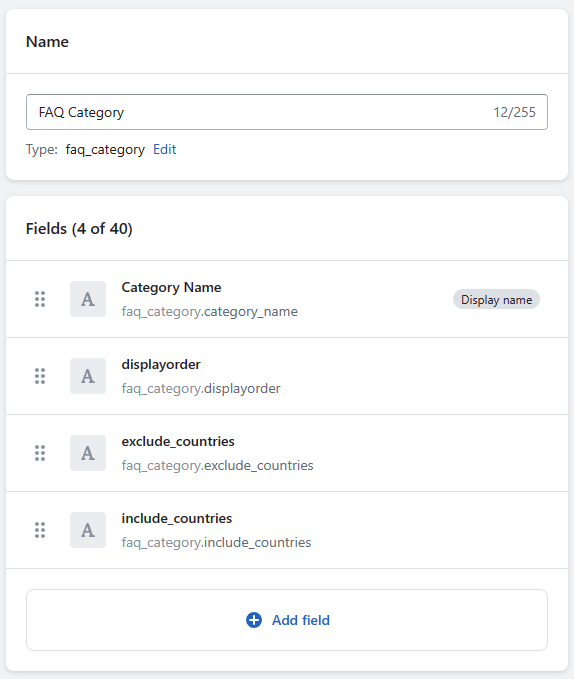 Name
FAQ Category 12/255
Type: faq_category Edit
Fields (4 of 40)
A
Category Name
faq_category.category_name
Display name
A
displayorder
faq_category.displayorder
A
exclude_countries
faq_category.exclude_countries
A
include_countries
faq_category.include_countries
Add field